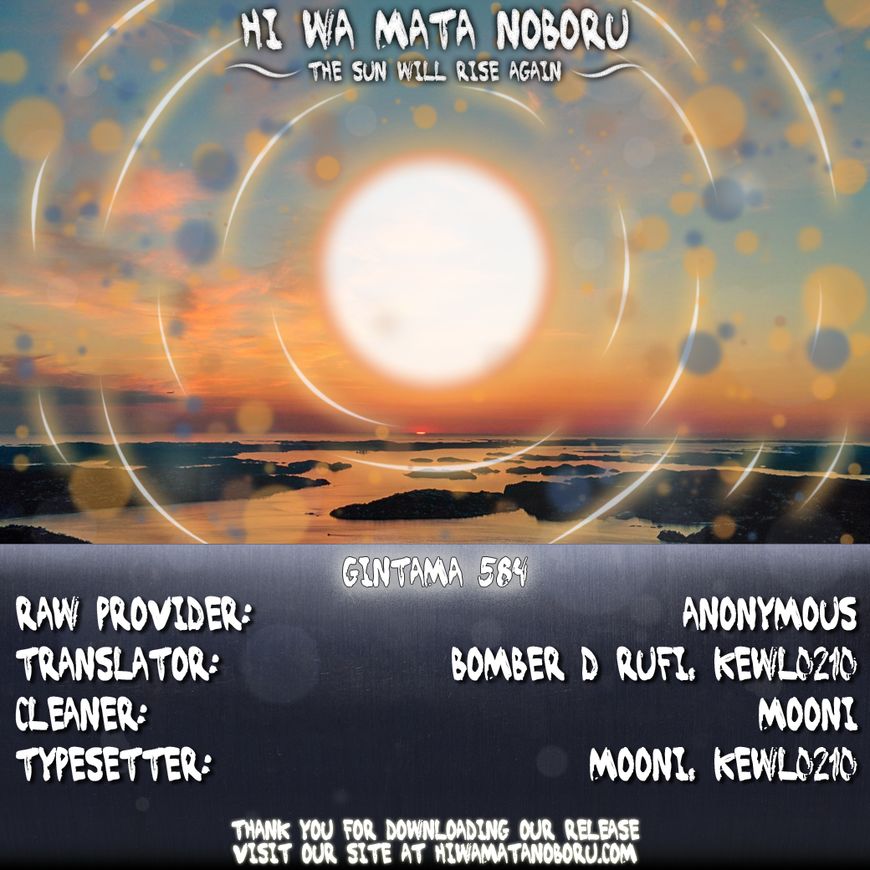 HI WA MATA NOBORU
THE SUN WILL RISE AGAIN
GINTAMA 584
RAW PROVIDER: ANONYMOUS
TRANSLATOR: BOMBER D RUFI, KEWL0210
CLEANER: MOONI
TYPESETTER: MOONI, KEWL0210
THANK YOU FOR DOWNLOADING OUR RELEASE
VISIT OUR SITE AT HIWAMATANOBORU.COM